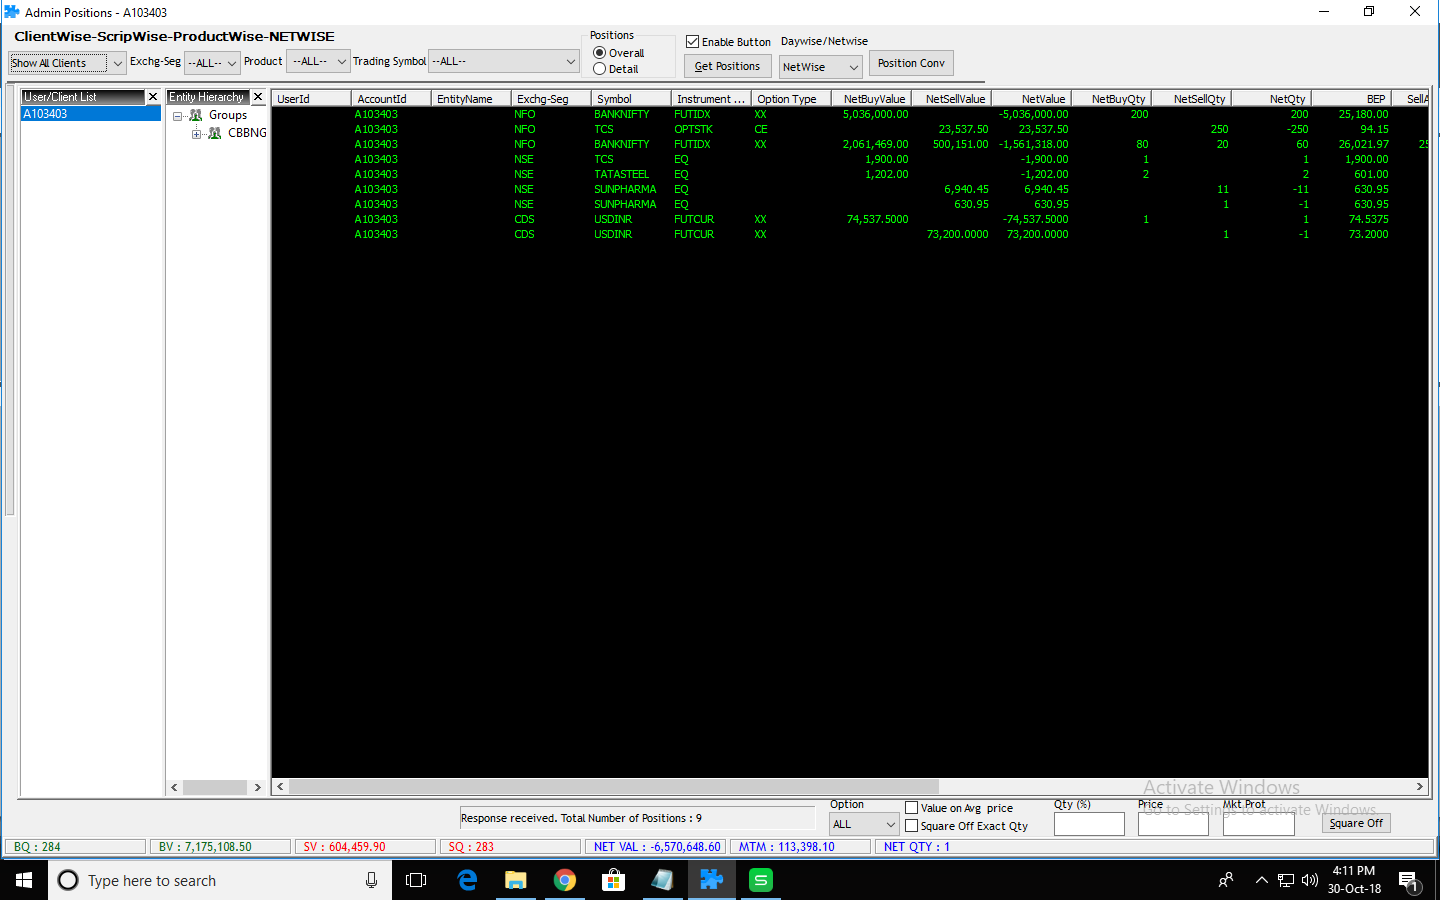 Admin Positions - A103403
ClientWise-ScripWise-ProductWise-NETWISE
Show All Clients Exchg-Seg --ALL-- Product --ALL-- Trading Symbol --ALL--
Positions
Overall
Detail
Enable Button Daywise/Netwise
Get Positions NetWise Position Conv
User/Client List
A103403
Entity Hierarchy
Groups
CBBNG
UserId AccountId EntityName Exchg-Seg Symbol Instrument ... Option Type NetBuyValue NetSellValue NetValue NetBuyQty NetSellQty NetQty BEP SellA
A103403 NFO BANKNIFTY FUTIDX XX 5,036,000.00 -5,036,000.00 200 200 25,180.00
A103403 NFO TCS OPTSTK CE 23,537.50 23,537.50 250 -250 94.15
A103403 NFO BANKNIFTY FUTIDX XX 2,061,469.00 500,151.00 -1,561,318.00 80 20 60 26,021.97 25
A103403 NSE TCS EQ 1,900.00 -1,900.00 1 1 1,900.00
A103403 NSE TATASTEEL EQ 1,202.00 -1,202.00 2 2 601.00
A103403 NSE SUNPHARMA EQ 6,940.45 6,940.45 11 -11 630.95
A103403 NSE SUNPHARMA EQ 630.95 630.95 1 -1 630.95
A103403 CDS USDINR FUTCUR XX 74,537.5000 -74,537.5000 1 1 74.5375
A103403 CDS USDINR FUTCUR XX 73,200.0000 73,200.0000 1 -1 73.2000
Activate Windows
Go to Settings to activate Windows.
Response received. Total Number of Positions : 9
Option
ALL
Value on Avg price
Square Off Exact Qty
Qty (%) Price Mkt Prot
Square Off
BQ : 284 BV : 7,175,108.50 SV : 604,459.90 SQ : 283 NET VAL : -6,570,648.60 MTM : 113,398.10 NET QTY : 1
Type here to search
4:11 PM
30-Oct-18
1